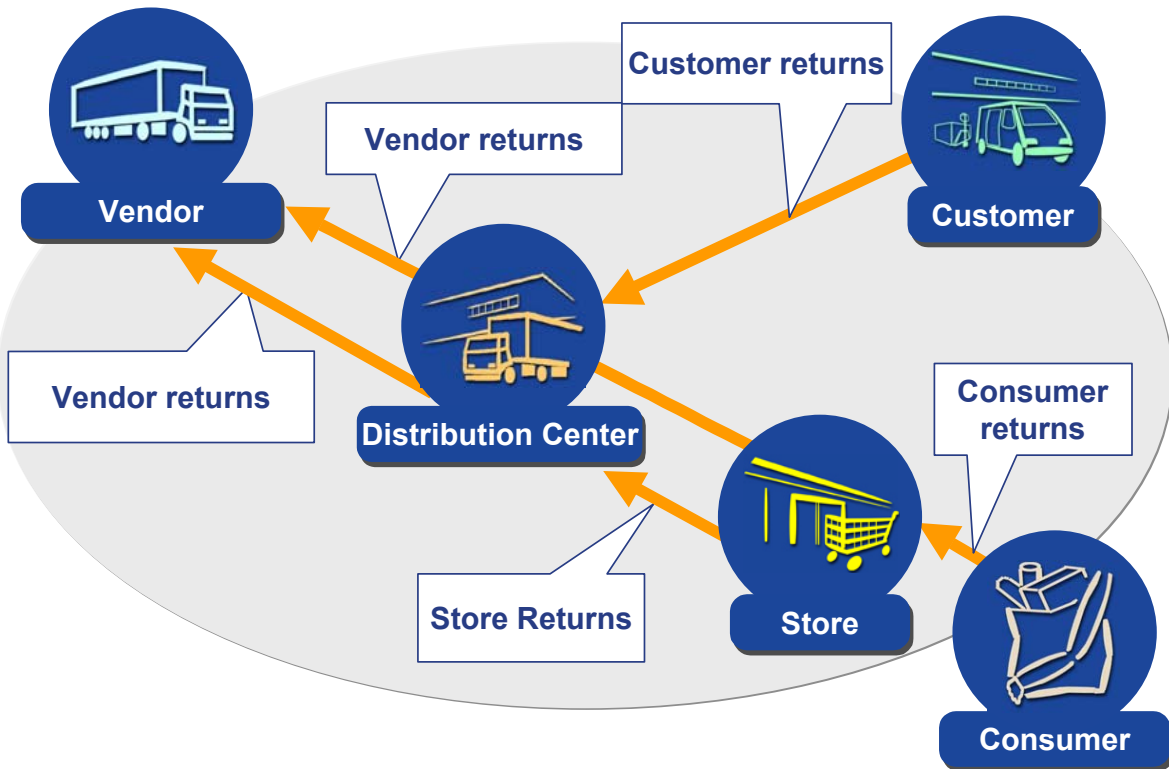 Customer returns
Vendor returns
Vendor
Customer
Vendor returns
Distribution Center
Consumer
returns
Store Returns
Store
Consumer